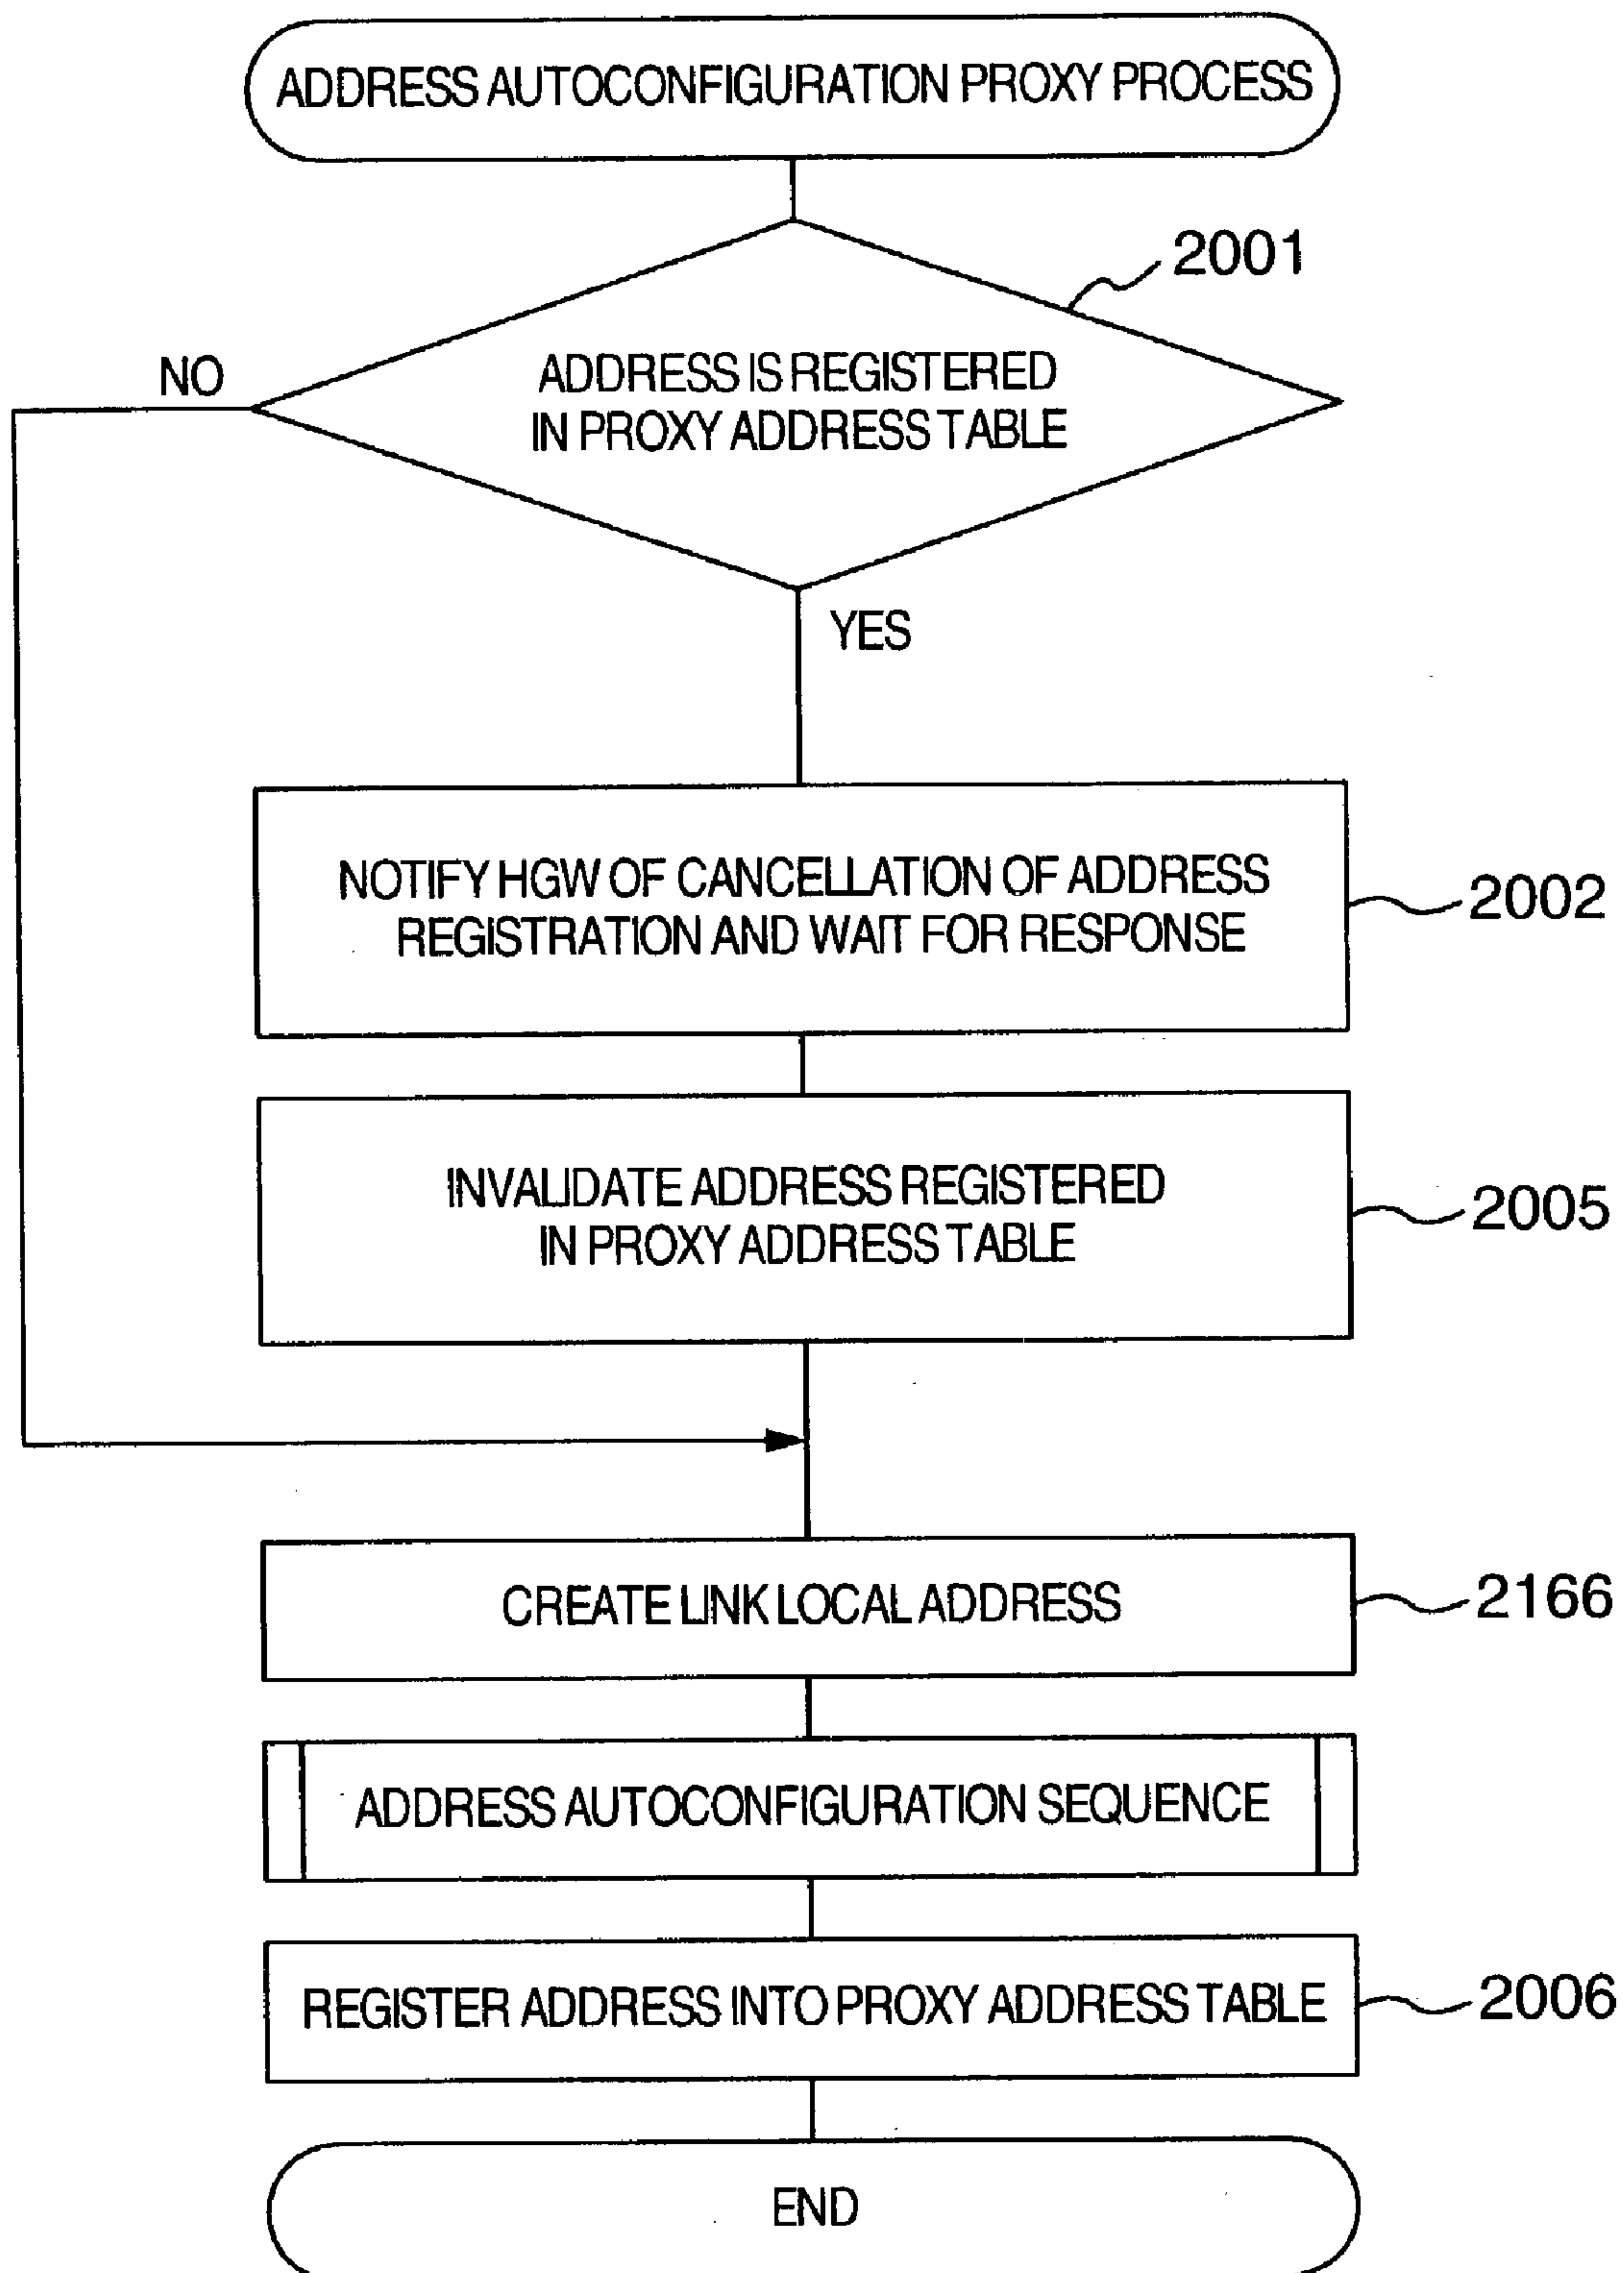 ADDRESS AUTOCONFIGURATION PROXY PROCESS
2001
NO
ADDRESS IS REGISTERED
IN PROXY ADDRESS TABLE
YES
NOTIFY HGW OF CANCELLATION OF ADDRESS
REGISTRATION AND WAIT FOR RESPONSE
2002
INVALIDATE ADDRESS REGISTERED
IN PROXY ADDRESS TABLE
2005
CREATE LINK LOCAL ADDRESS
2166
ADDRESS AUTOCONFIGURATION SEQUENCE
REGISTER ADDRESS INTO PROXY ADDRESS TABLE
2006
END